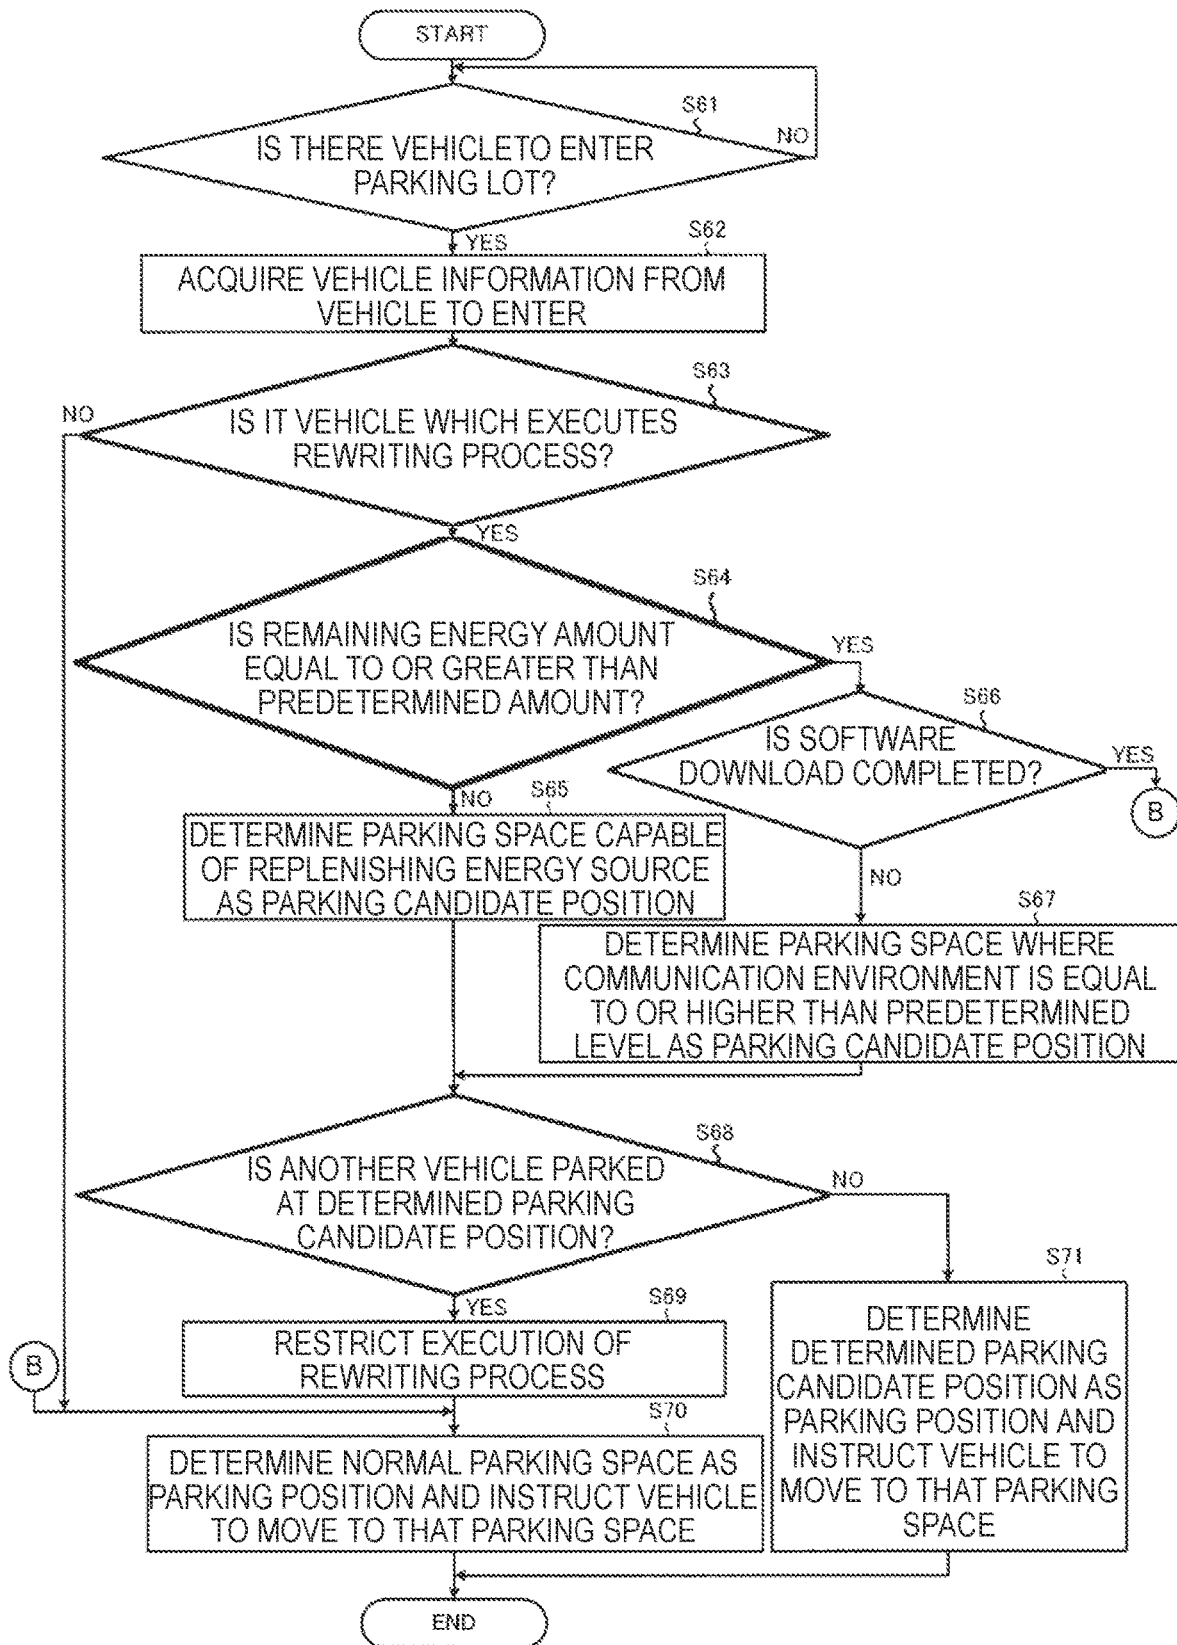 START
S61
NO
IS THERE VEHICLETO ENTER
PARKING LOT?
YES
S62
ACQUIRE VEHICLE INFORMATION FROM
VEHICLE TO ENTER
S63
NO
IS IT VEHICLE WHICH EXECUTES
REWRITING PROCESS?
YES
S64
IS REMAINING ENERGY AMOUNT
EQUAL TO OR GREATER THAN
PREDETERMINED AMOUNT?
YES
S66
IS SOFTWARE
DOWNLOAD COMPLETED?
YES
B
NO
S65
DETERMINE PARKING SPACE CAPABLE
OF REPLENISHING ENERGY SOURCE
AS PARKING CANDIDATE POSITION
NO
S67
DETERMINE PARKING SPACE WHERE
COMMUNICATION ENVIRONMENT IS EQUAL
TO OR HIGHER THAN PREDETERMINED
LEVEL AS PARKING CANDIDATE POSITION
S68
IS ANOTHER VEHICLE PARKED
AT DETERMINED PARKING
CANDIDATE POSITION?
NO
YES
S69
RESTRICT EXECUTION OF
REWRITING PROCESS
B
S70
DETERMINE NORMAL PARKING SPACE AS
PARKING POSITION AND INSTRUCT VEHICLE
TO MOVE TO THAT PARKING SPACE
S71
DETERMINE
DETERMINED PARKING
CANDIDATE POSITION AS
PARKING POSITION AND
INSTRUCT VEHICLE TO
MOVE TO THAT PARKING
SPACE
END